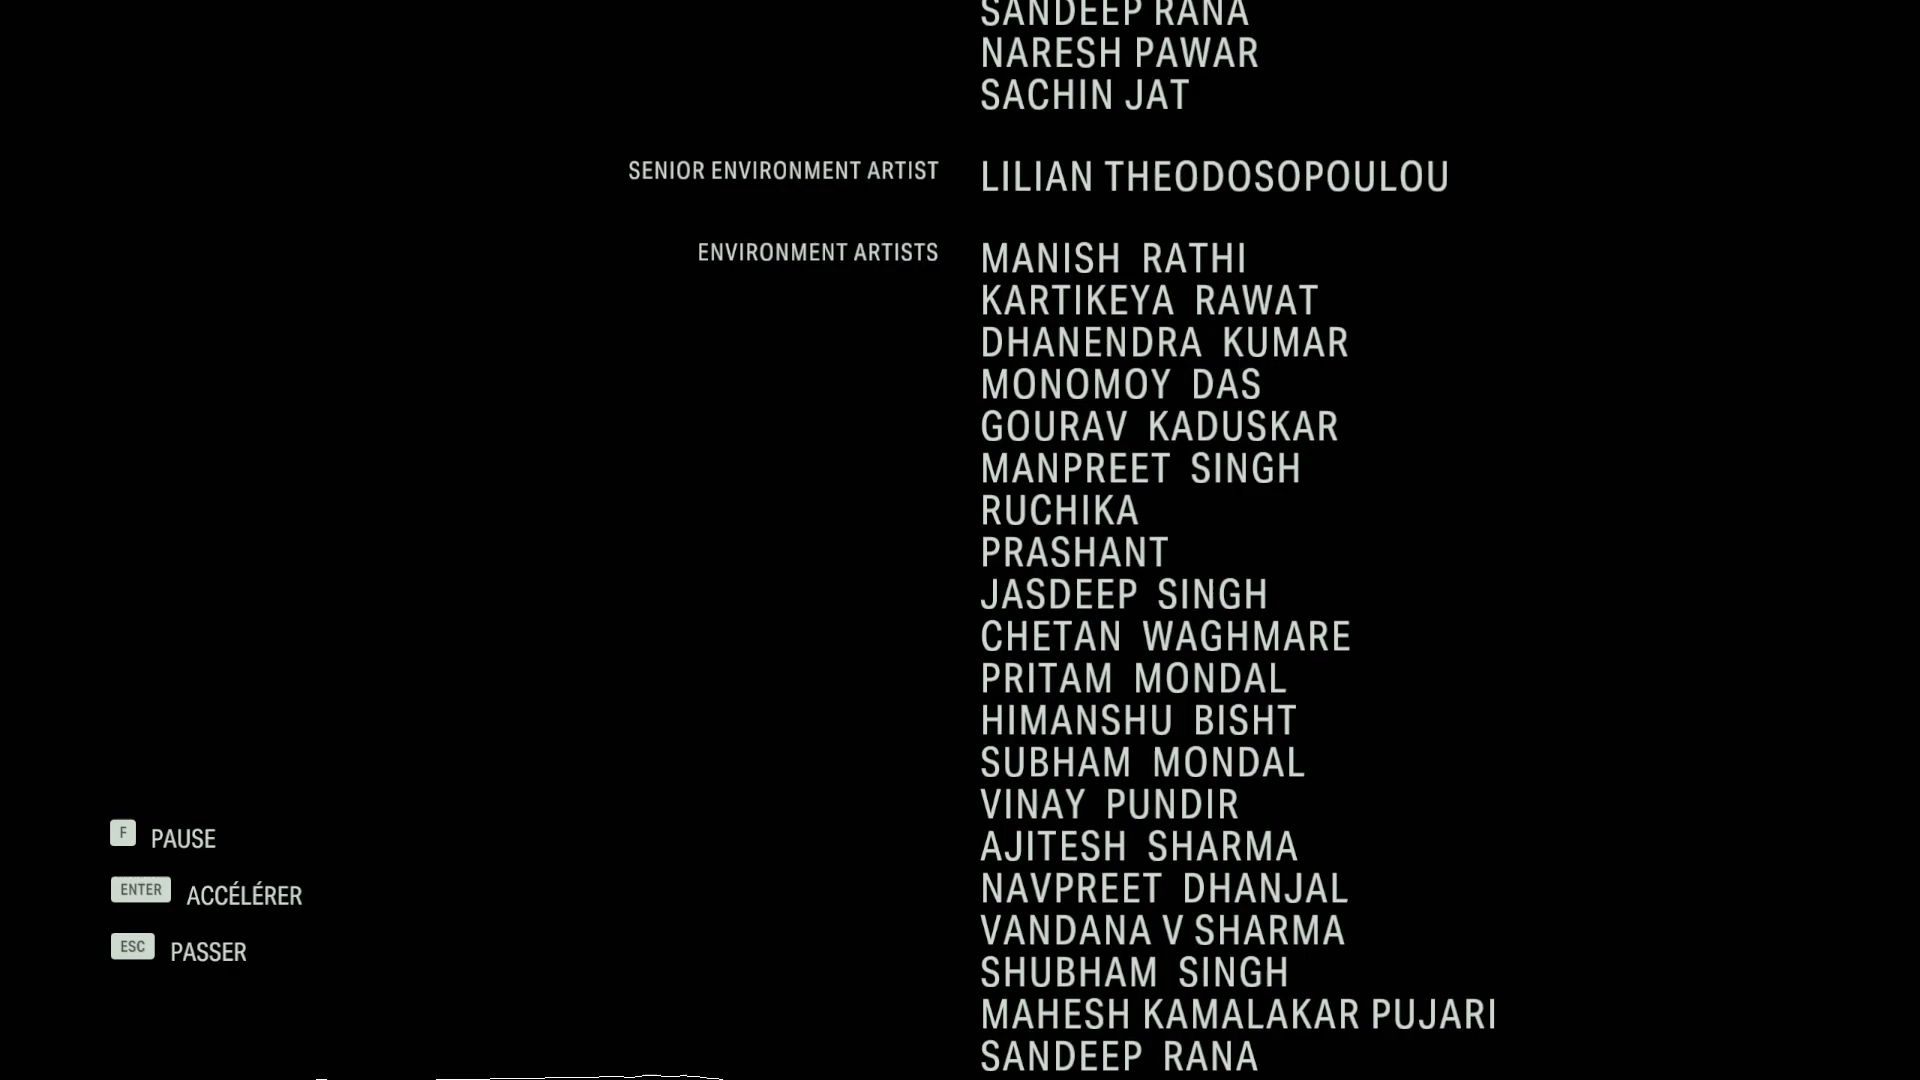 SANDEEP RANA
NARESH PAWAR
SACHIN JAT
SENIOR ENVIRONMENT ARTIST LILIAN THEODOSOPOULOU
ENVIRONMENT ARTISTS MANISH RATHI
KARTIKEYA RAWAT
DHANENDRA KUMAR
MONOMOY DAS
GOURAV KADUSKAR
MANPREET SINGH
RUCHIKA
PRASHANT
JASDEEP SINGH
CHETAN WAGHMARE
PRITAM MONDAL
HIMANSHU BISHT
SUBHAM MONDAL
VINAY PUNDIR
AJITESH SHARMA
NAVPREET DHANJAL
VANDANA V SHARMA
SHUBHAM SINGH
MAHESH KAMALAKAR PUJARI
SANDEEP RANA
F PAUSE
ENTER ACCÉLÉRER
ESC PASSER